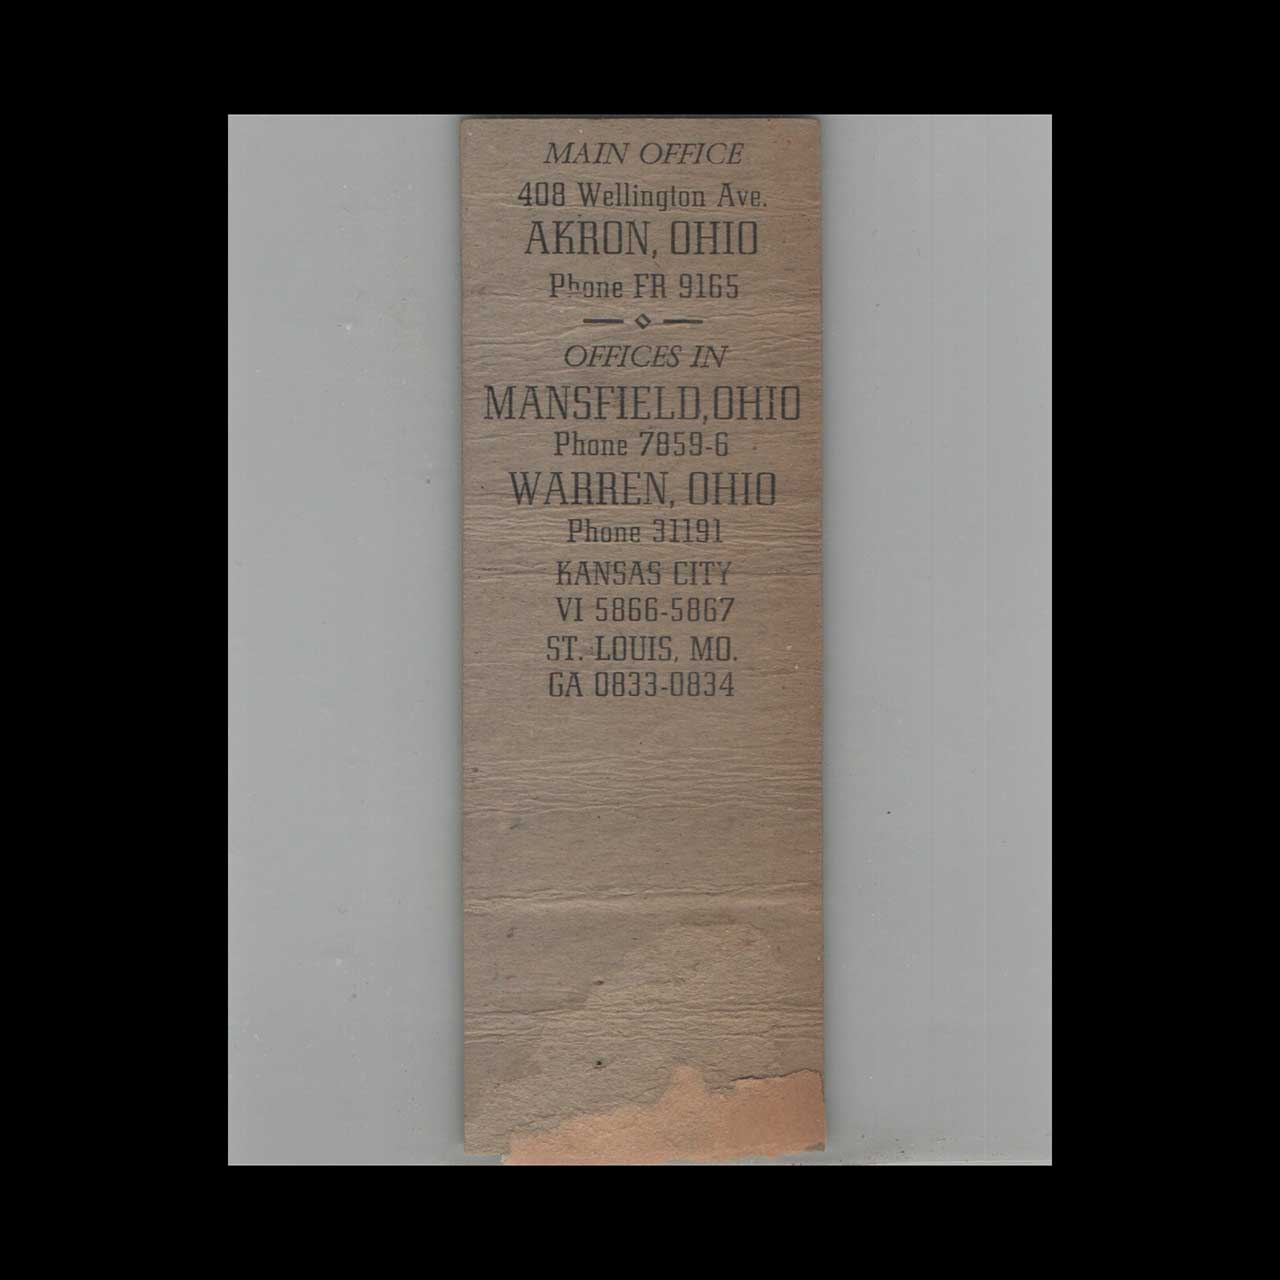 MAIN OFFICE
408 Wellington Ave.
AKRON, OHIO
Phone FR 9165
OFFICES IN
MANSFIELD, OHIO
Phone 7859-6
WARREN, OHIO
Phone 31191
KANSAS CITY
VI 5866-5867
ST. LOUIS, MO.
GA 0833-0834